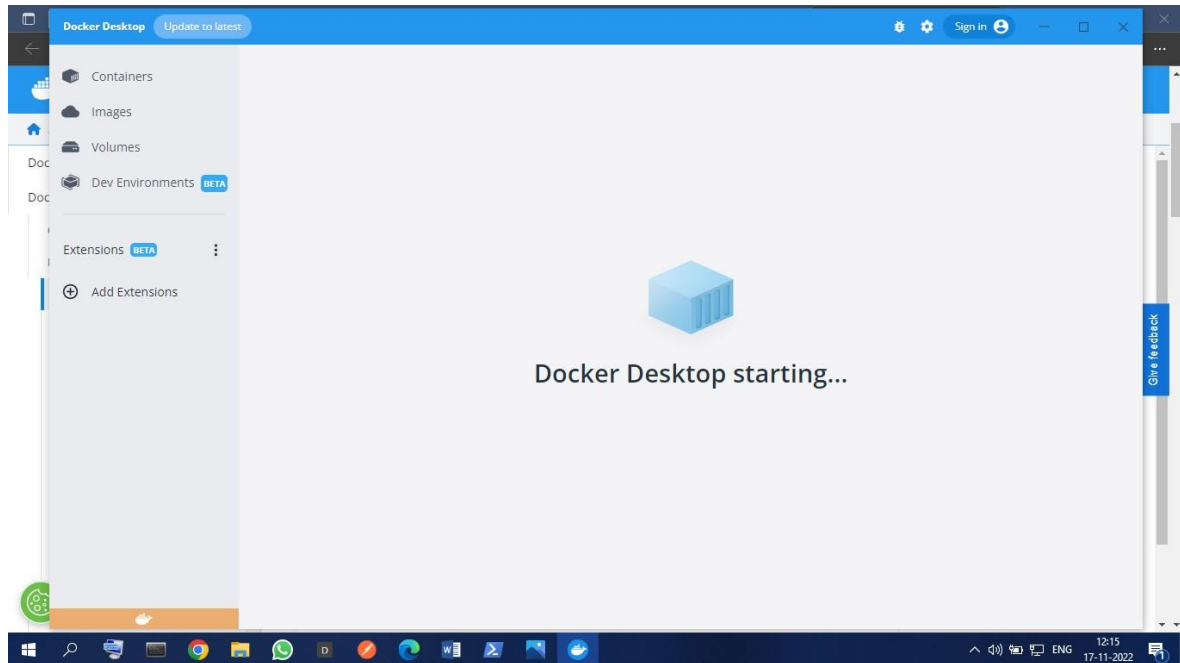 Docker Desktop Update to latest
Sign in
Containers
Images
Volumes
Doc
Dev Environments BETA
Doc
Extensions BETA
Add Extensions
Give feedback
Docker Desktop starting...
D
ENG
12:15
17-11-2022
1